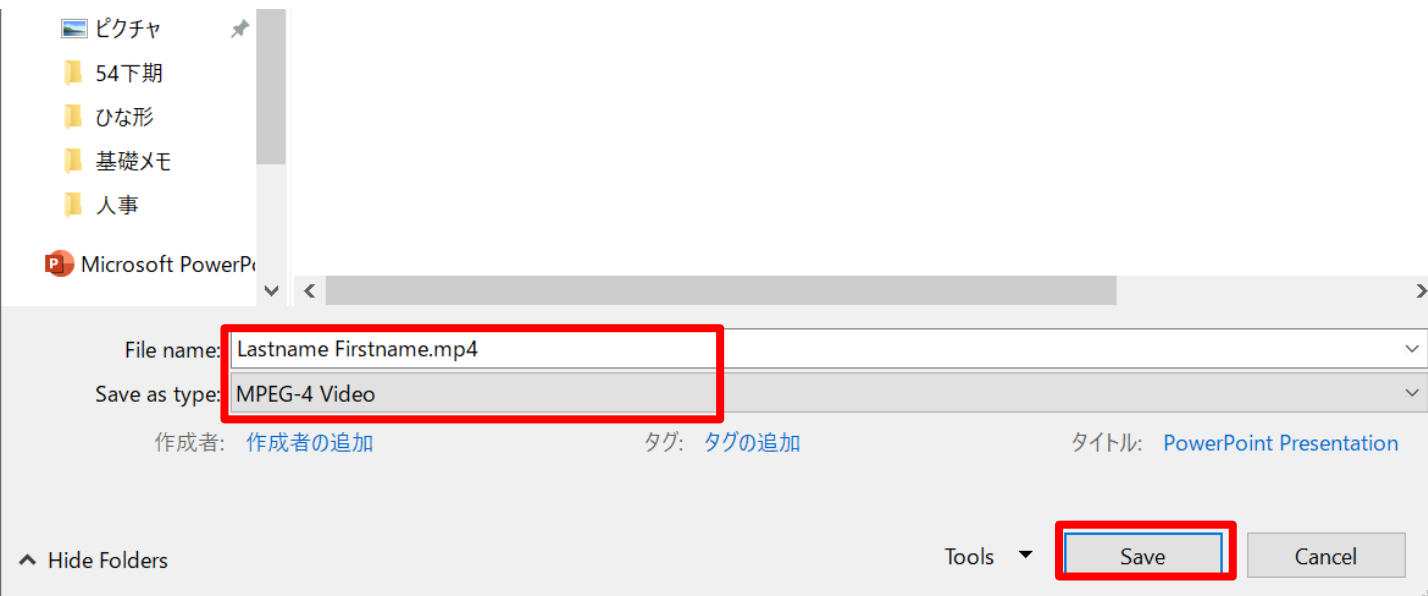 ピクチャ
54下期
ひな形
基礎メモ
人事
Microsoft PowerPo
File name: Lastname Firstname.mp4
Save as type: MPEG-4 Video
作成者: 作成者の追加 タグ: タグの追加 タイトル: PowerPoint Presentation
Hide Folders Tools Save Cancel